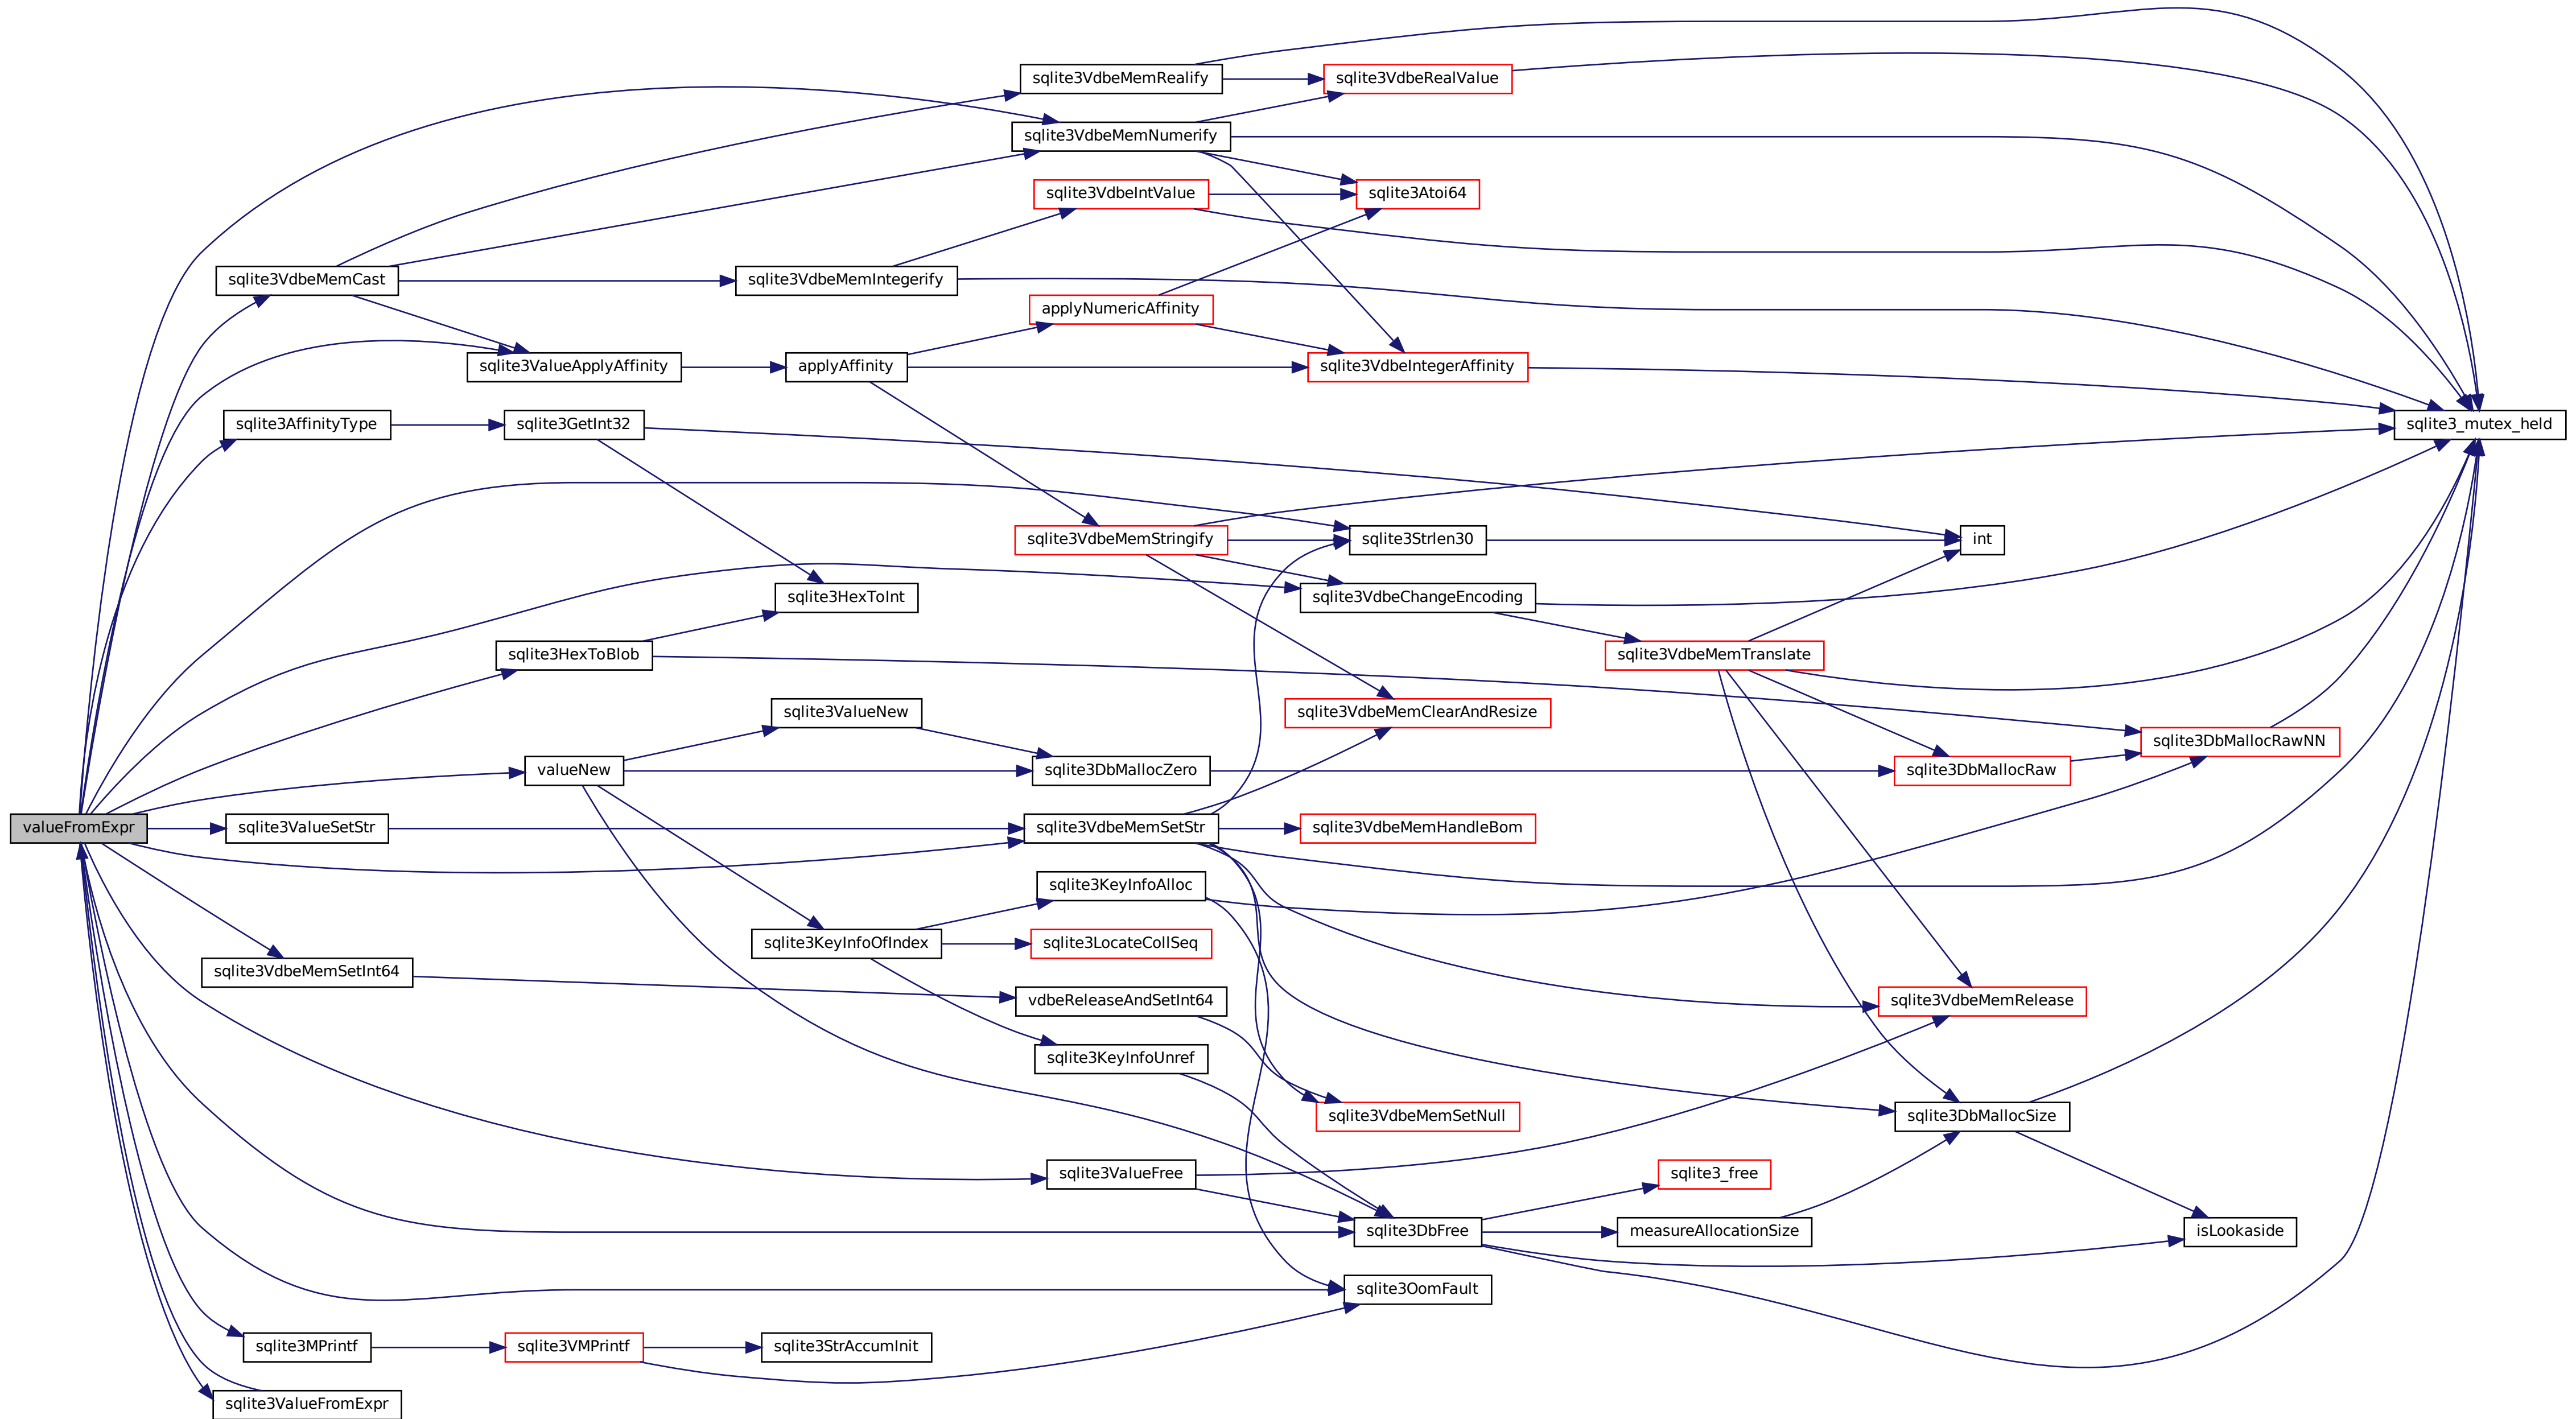 sqlite3VdbeMemRealify
sqlite3VdbeRealValue
sqlite3VdbeMemNumerify
sqlite3VdbeIntValue
sqlite3Atoi64
sqlite3VdbeMemCast
sqlite3VdbeMemIntegerify
applyNumericAffinity
sqlite3ValueApplyAffinity
applyAffinity
sqlite3VdbeIntegerAffinity
sqlite3AffinityType
sqlite3GetInt32
sqlite3_mutex_held
sqlite3VdbeMemStringify
sqlite3Strlen30
int
sqlite3HexToInt
sqlite3VdbeChangeEncoding
sqlite3HexToBlob
sqlite3VdbeMemTranslate
sqlite3ValueNew
sqlite3VdbeMemClearAndResize
sqlite3DbMallocRawNN
valueNew
sqlite3DbMallocZero
sqlite3DbMallocRaw
valueFromExpr
sqlite3ValueSetStr
sqlite3VdbeMemSetStr
sqlite3VdbeMemHandleBom
sqlite3KeyInfoAlloc
sqlite3KeyInfoOfIndex
sqlite3LocateCollSeq
sqlite3VdbeMemSetInt64
vdbeReleaseAndSetInt64
sqlite3VdbeMemRelease
sqlite3KeyInfoUnref
sqlite3VdbeMemSetNull
sqlite3DbMallocSize
sqlite3ValueFree
sqlite3_free
sqlite3DbFree
measureAllocationSize
isLookaside
sqlite3OomFault
sqlite3MPrintf
sqlite3VMPrintf
sqlite3StrAccumInit
sqlite3ValueFromExpr